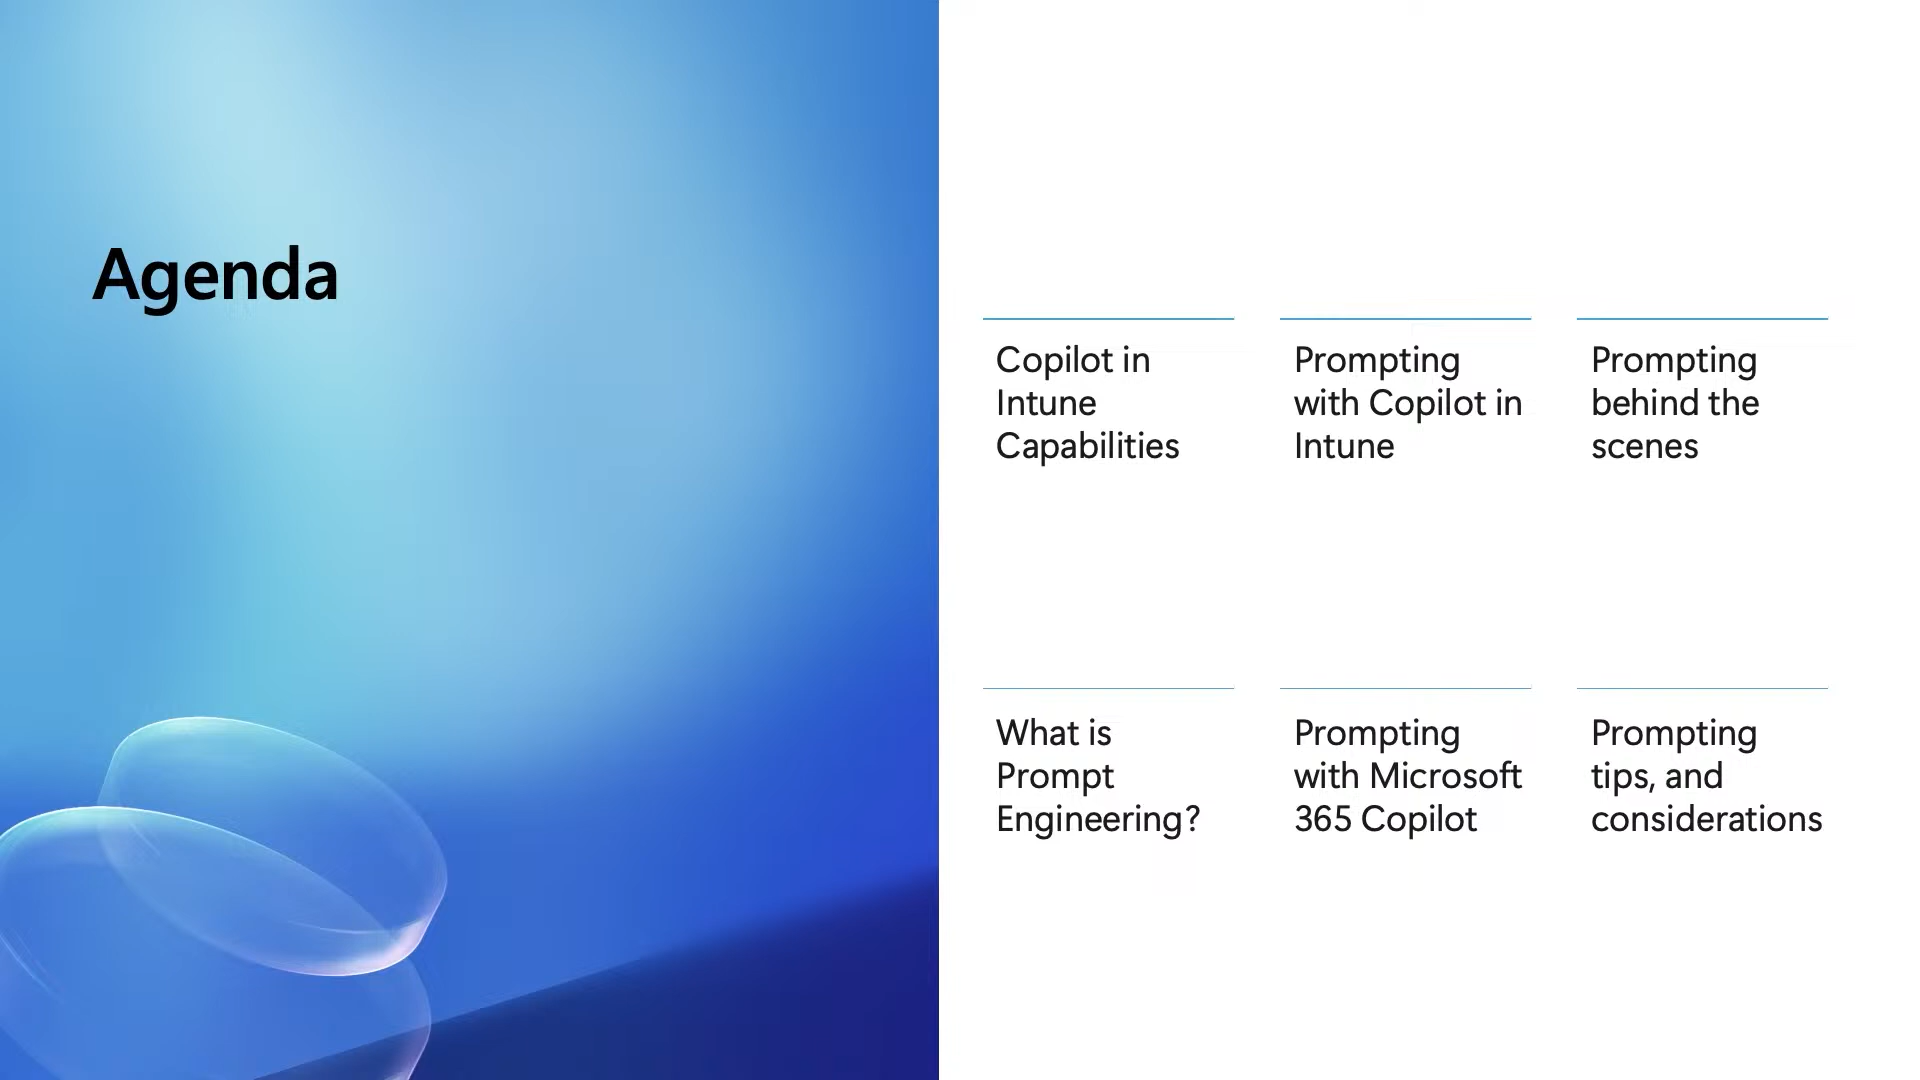 Agenda
Copilot in
Intune
Capabilities
Prompting
with Copilot in
Intune
Prompting
behind the
scenes
What is
Prompt
Engineering?
Prompting
with Microsoft
365 Copilot
Prompting
tips, and
considerations